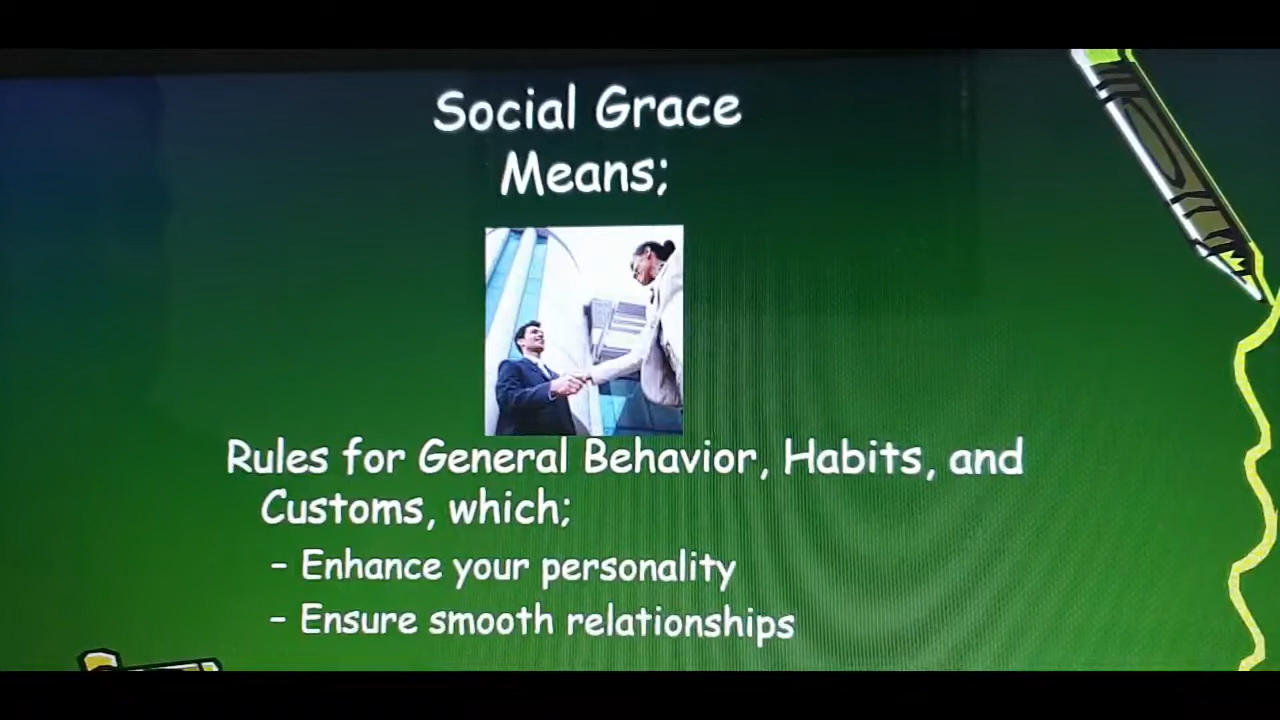 Social Grace
Means;
Rules for General Behavior, Habits, and
Customs, which;
– Enhance your personality
– Ensure smooth relationships